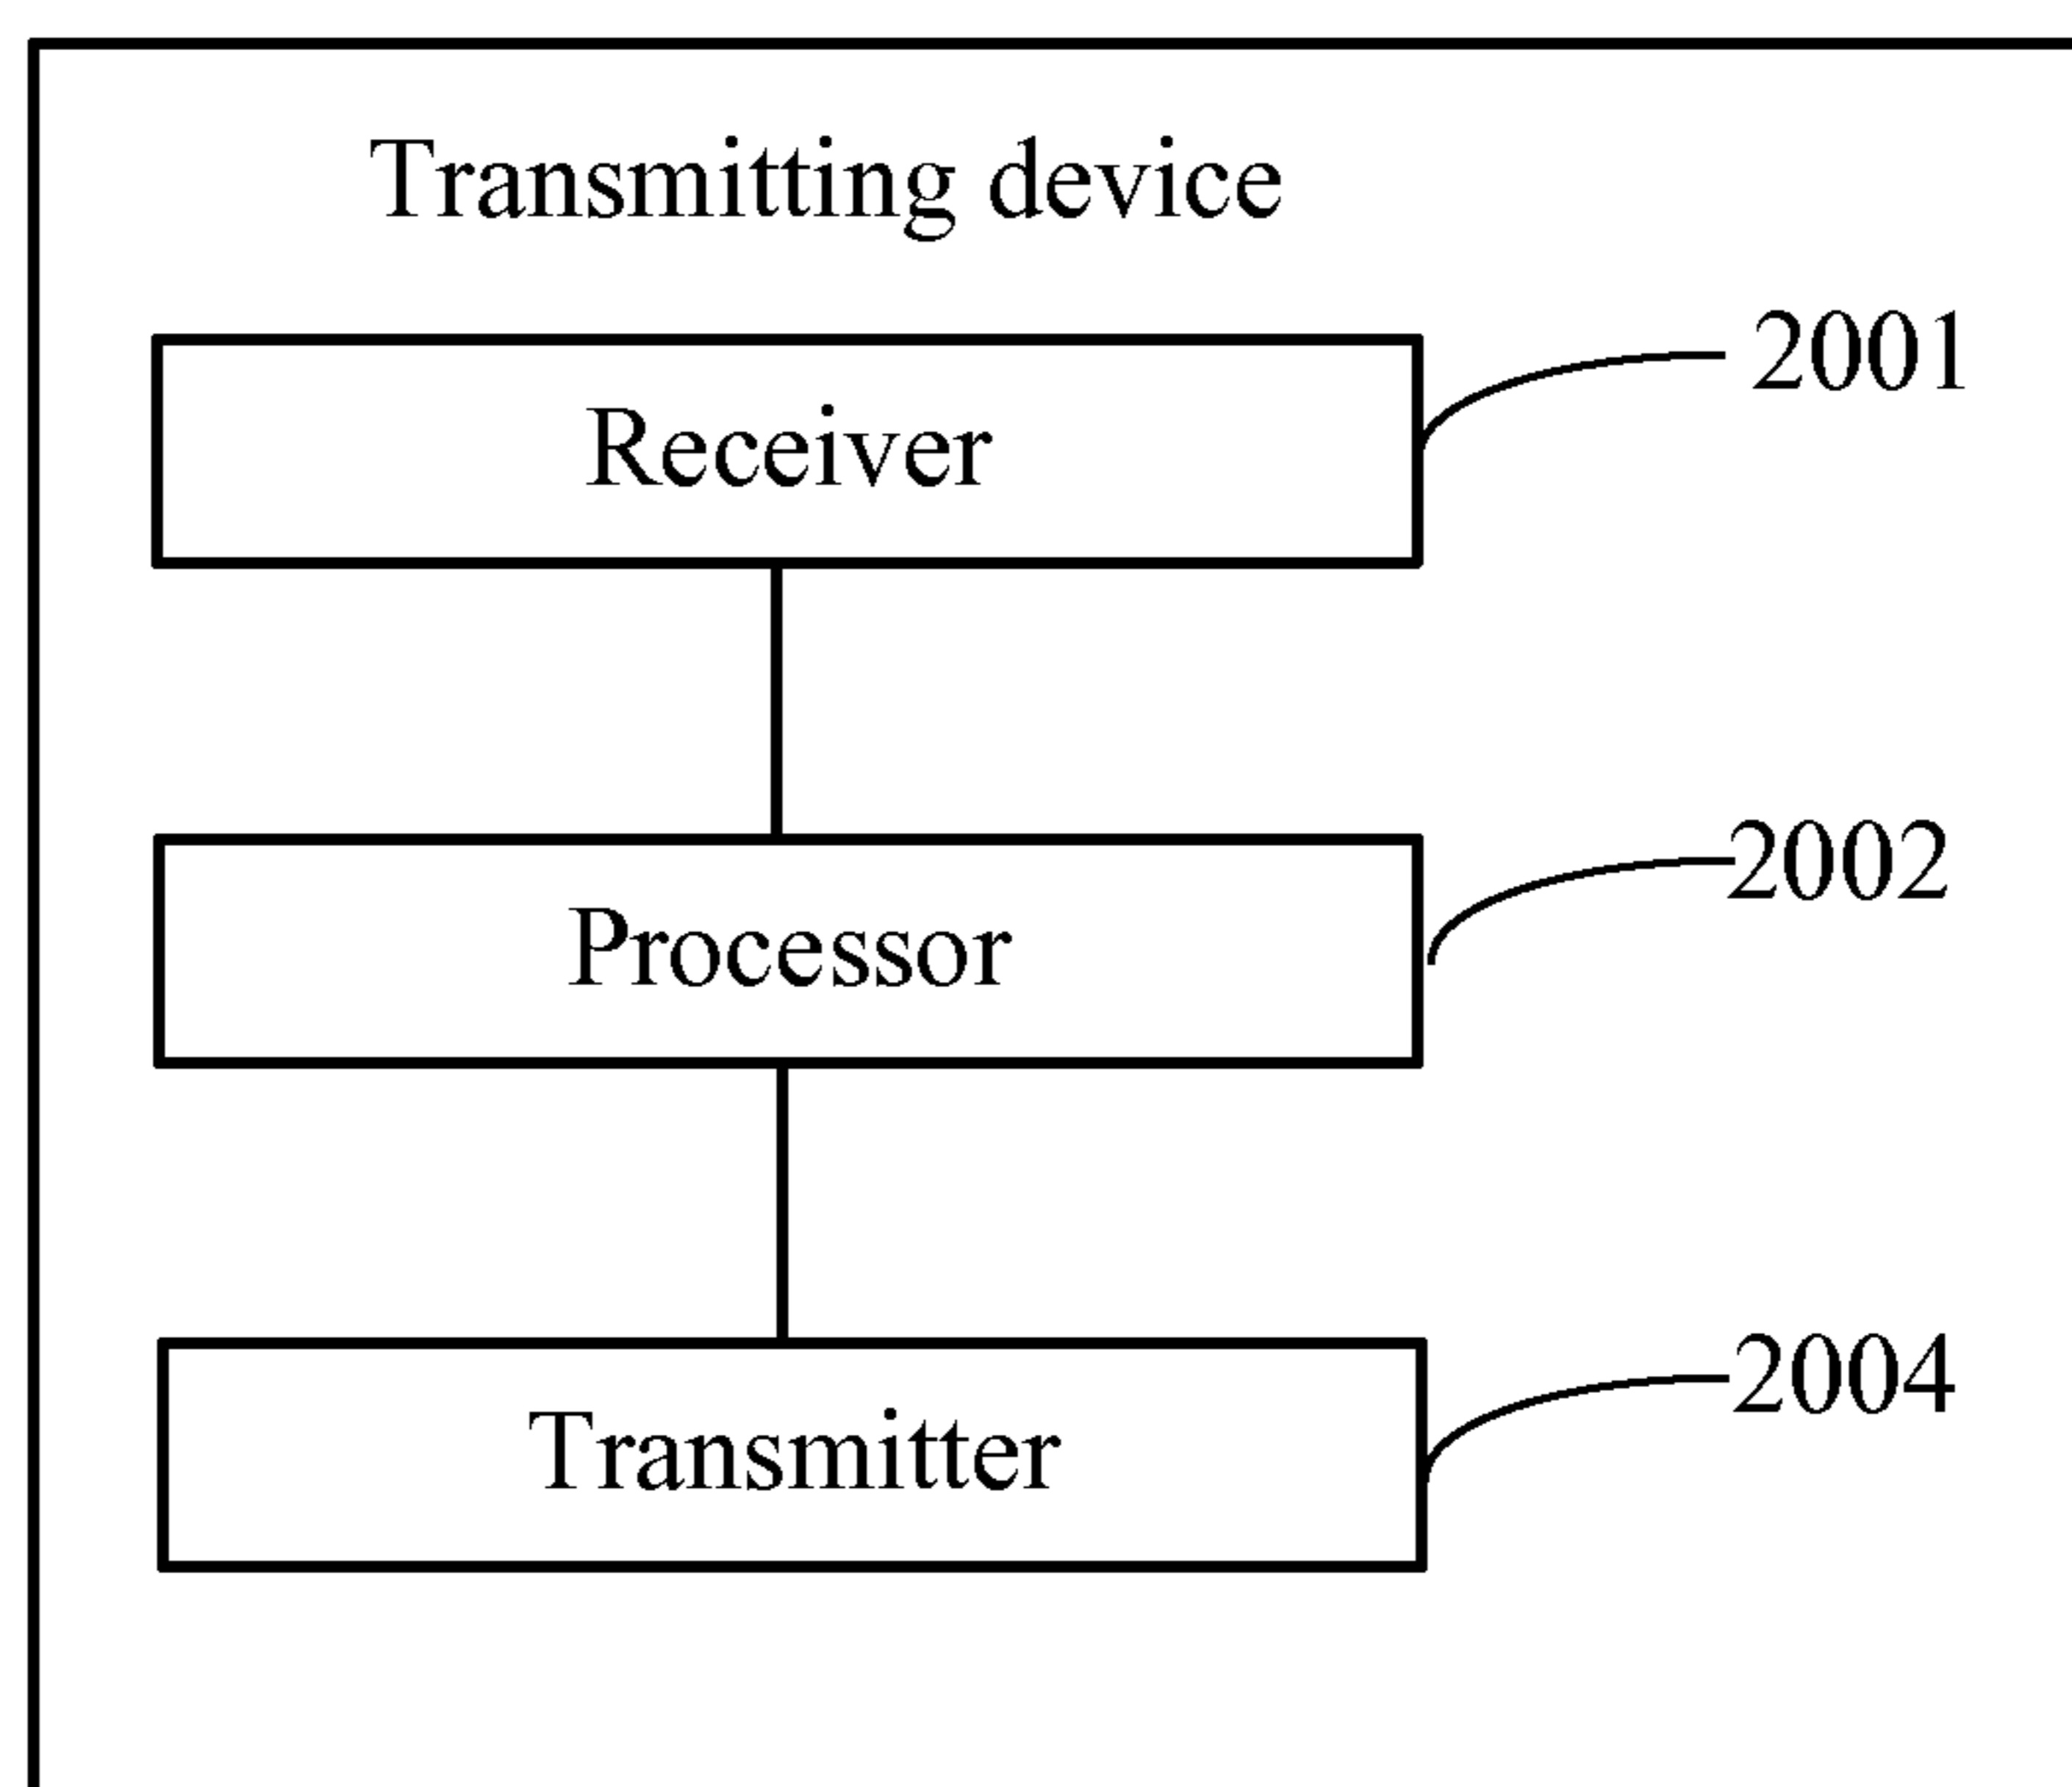 Transmitting device
Receiver
2001
Processor
2002
Transmitter
2004